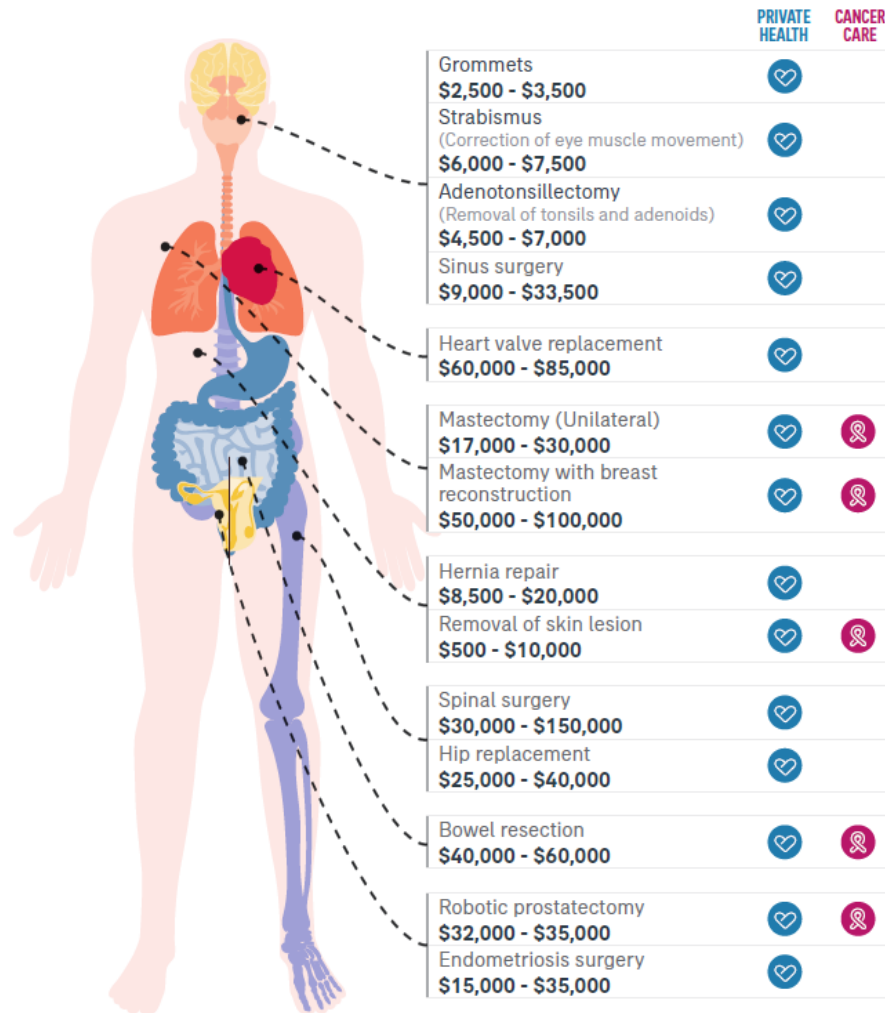 PRIVATE
HEALTH
CANCER
CARE
Grommets
$2,500 - $3,500
Strabismus
(Correction of eye muscle movement)
$6,000 - $7,500
Adenotonsillectomy
(Removal of tonsils and adenoids)
$4,500 - $7,000
Sinus surgery
$9,000 - $33,500
Heart valve replacement
$60,000 - $85,000
Mastectomy (Unilateral)
$17,000 - $30,000
Mastectomy with breast
reconstruction
$50,000 - $100,000
Hernia repair
$8,500 - $20,000
Removal of skin lesion
$500 - $10,000
Spinal surgery
$30,000 - $150,000
Hip replacement
$25,000 - $40,000
Bowel resection
$40,000 - $60,000
Robotic prostatectomy
$32,000 - $35,000
Endometriosis surgery
$15,000 - $35,000